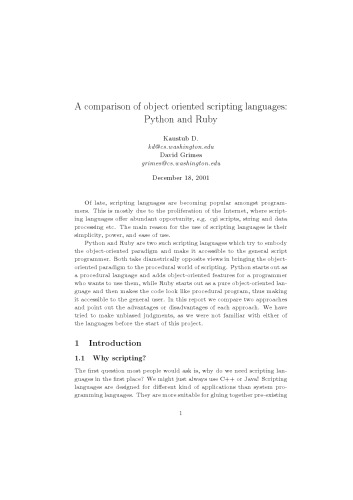 A comparison of object oriented scripting languages:
Python and Ruby
Kaustub D.
kd@cs.washington.edu
David Grimes
grimes@cs.washington.edu
December 18, 2001
Of late, scripting languages are becoming popular amongst program-
mers. This is mostly due to the proliferation of the Internet, where script-
ing languages offer abundant opportunity, e.g. cgi scripts, string and data
processing etc. The main reason for the use of scripting languages is their
simplicity, power, and ease of use.
Python and Ruby are two such scripting languages which try to embody
the object-oriented paradigm and make it accessible to the general script
programmer. Both take diametrically opposite views in bringing the object-
oriented paradigm to the procedural world of scripting. Python starts out as
a procedural language and adds object-oriented features for a programmer
who wants to use them, while Ruby starts out as a pure object-oriented lan-
guage and then makes the code look like procedural program, thus making
it accessible to the general user. In this report we compare two approaches
and point out the advantages or disadvantages of each approach. We have
tried to make unbiased judgments, as we were not familiar with either of
the languages before the start of this project.
1 Introduction
1.1 Why scripting?
The first question most people would ask is, why do we need scripting lan-
guages in the first place? We might just always use C++ or Java! Scripting
languages are designed for different kind of applications than system pro-
gramming languages. They are more suitable for gluing together pre-existing
1